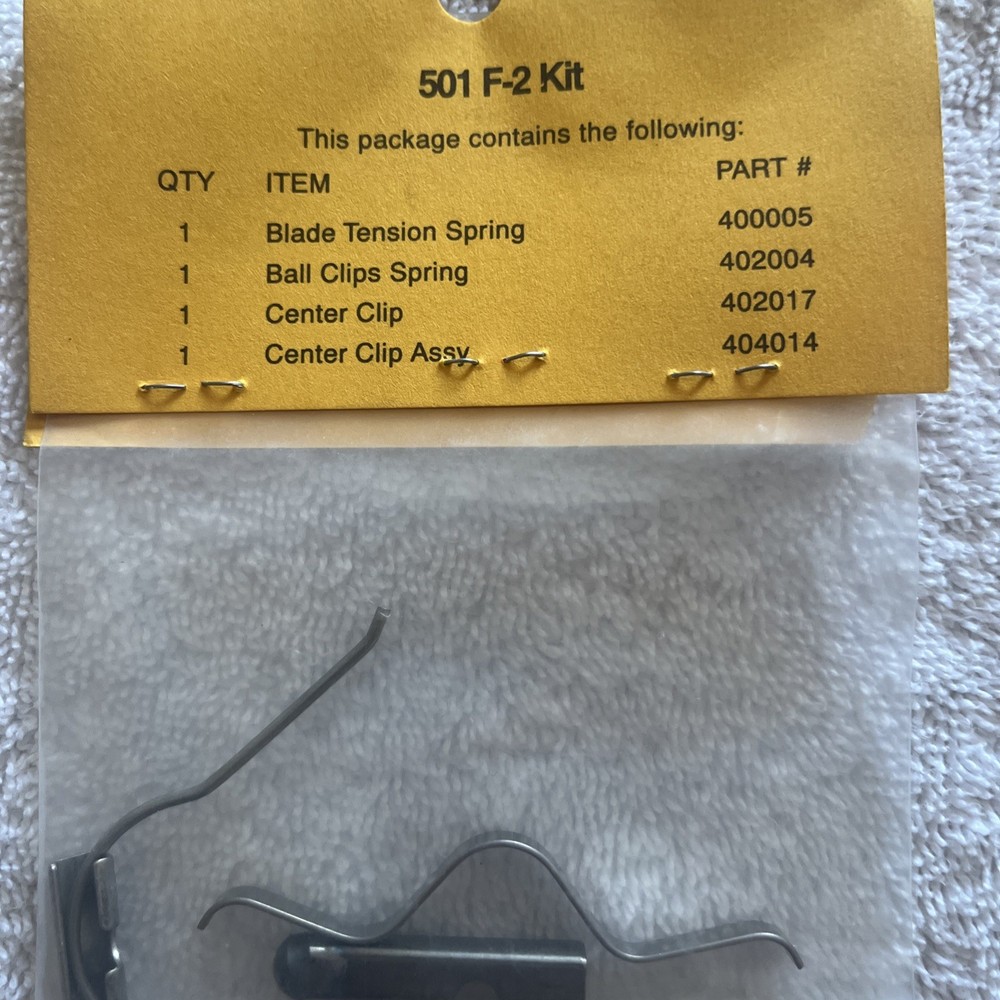 501 F-2 Kit
This package contains the following:
QTY ITEM PART #
1 Blade Tension Spring 400005
1 Ball Clips Spring 402004
1 Center Clip 402017
1 Center Clip Assy 404014